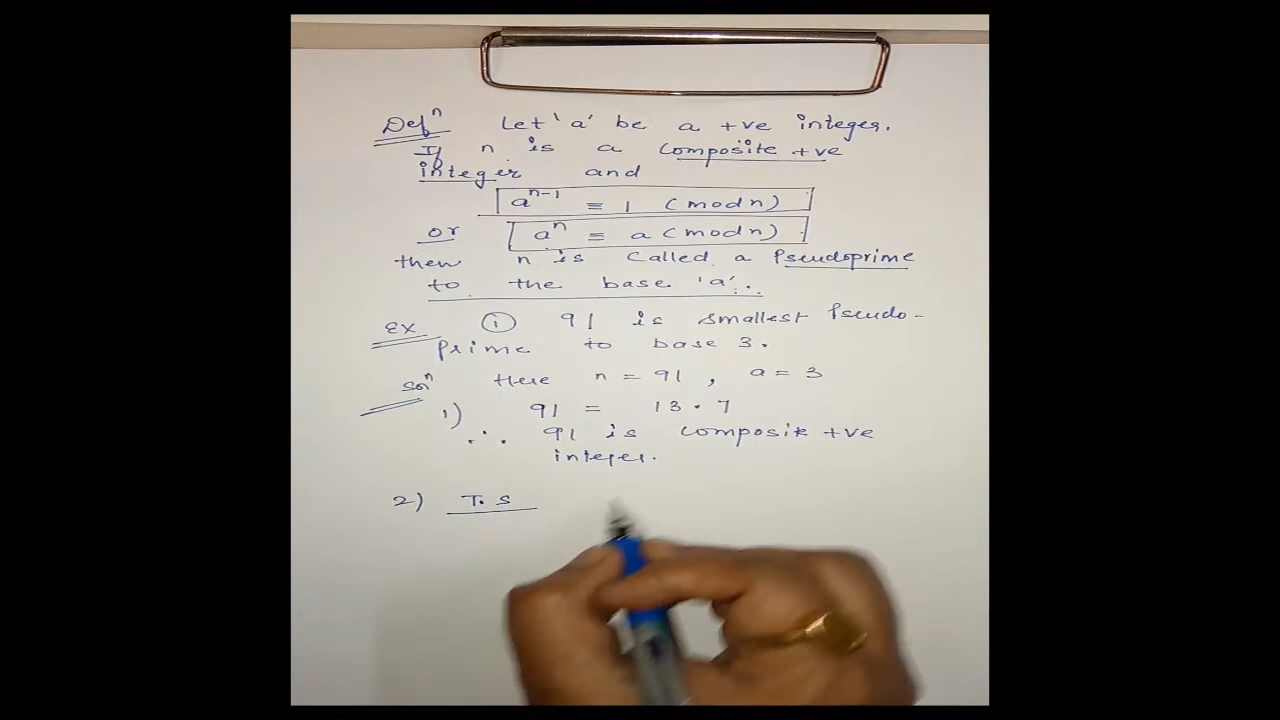 Defⁿ Let 'a' be a +ve integer.
If n is a composite +ve
integer and
a^{n-1} ≡ 1 (mod n)
or aⁿ ≡ a (mod n)
then n is called a Pseudoprime
to the base 'a'.
Ex ① 91 is smallest Pseudo-
prime to base 3.
Solⁿ Here n = 91, a = 3
1) 91 = 13 · 7
∴ 91 is composite +ve
integer.
2) T.S